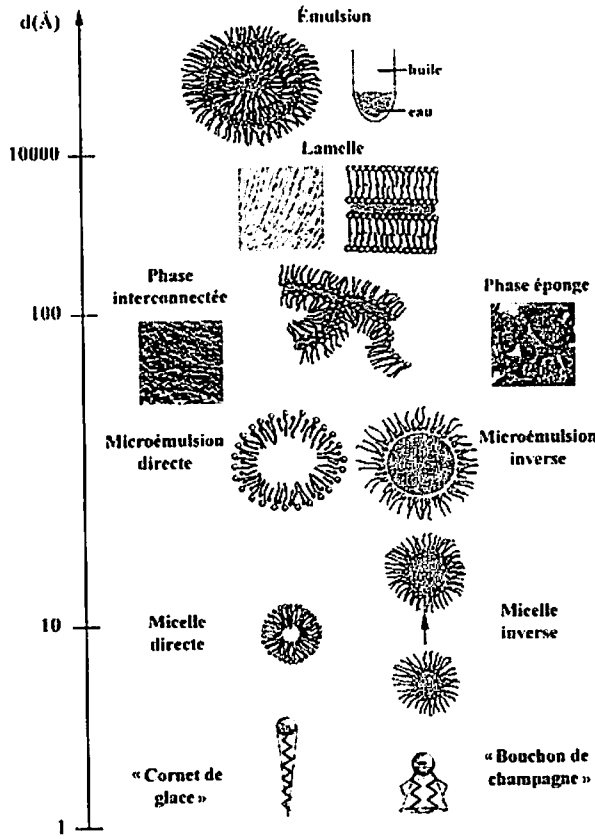 d(Å)
Émulsion
huile
eau
10000
Lamelle
Phase
interconnectée
Phase éponge
100
Microémulsion
directe
Microémulsion
inverse
10
Micelle
directe
Micelle
inverse
« Cornet de
glace »
« Bouchon de
champagne »
1